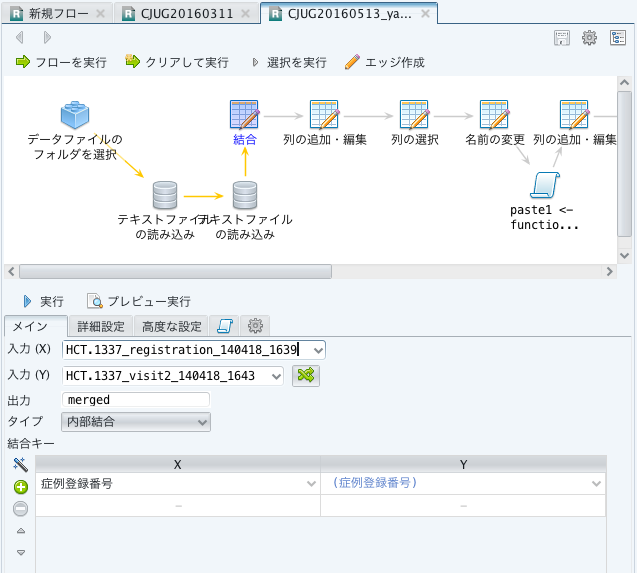 新規フロー
CJUG20160311
CJUG20160513_ya...
フローを実行
クリアして実行
選択を実行
エッジ作成
データファイルの
フォルダを選択
結合
列の追加・編集
列の選択
名前の変更
列の追加・編集
テキストファイル
の読み込み
テキストファイル
の読み込み
paste1 <-
functio...
実行
プレビュー実行
メイン
詳細設定
高度な設定
入力 (X)
HCT.1337_registration_140418_1639
入力 (Y)
HCT.1337_visit2_140418_1643
出力
merged
タイプ
内部結合
結合キー
X
Y
症例登録番号
(症例登録番号)
–
–